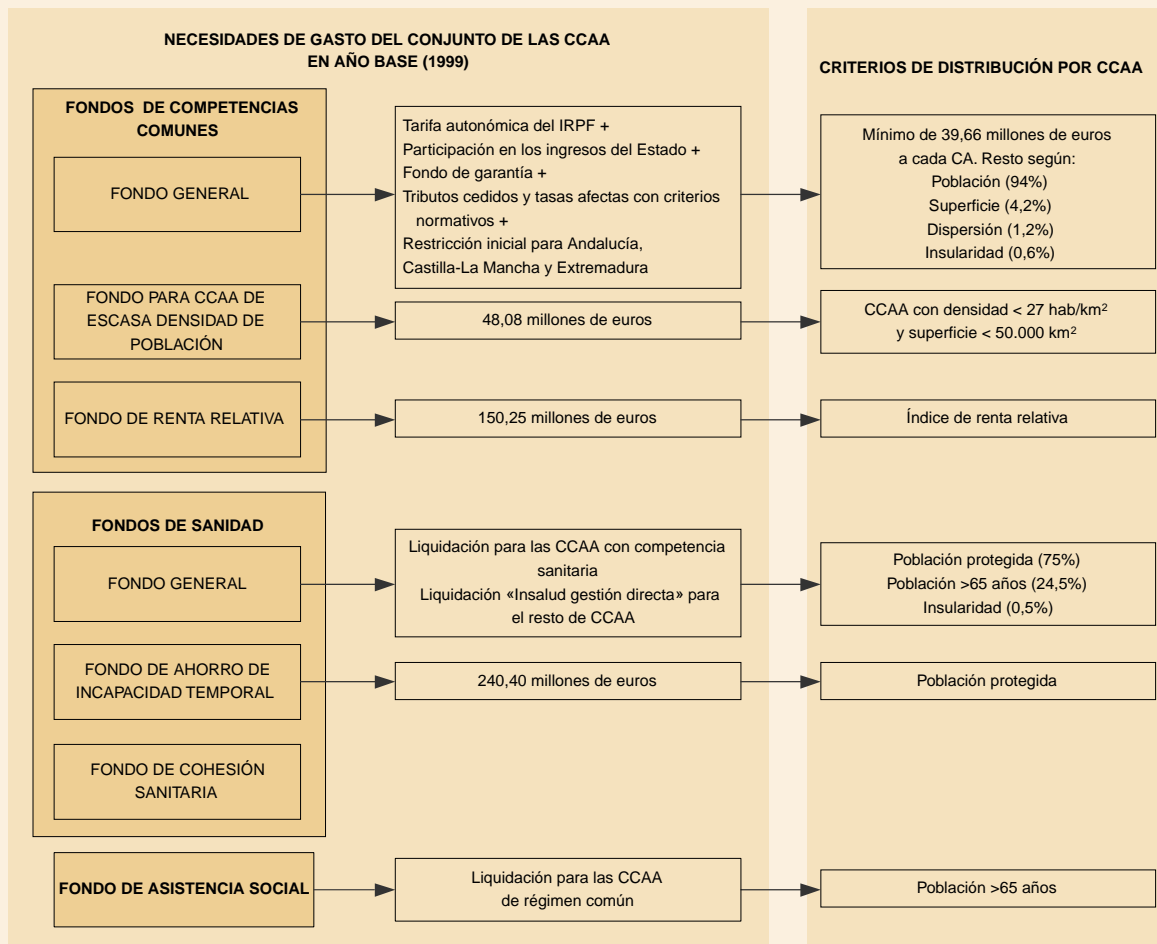 NECESIDADES DE GASTO DEL CONJUNTO DE LAS CCAA
EN AÑO BASE (1999)
CRITERIOS DE DISTRIBUCIÓN POR CCAA
FONDOS DE COMPETENCIAS
COMUNES
FONDO GENERAL
Tarifa autonómica del IRPF +
Participación en los ingresos del Estado +
Fondo de garantía +
Tributos cedidos y tasas afectas con criterios
normativos +
Restricción inicial para Andalucía,
Castilla-La Mancha y Extremadura
Mínimo de 39,66 millones de euros
a cada CA. Resto según:
Población (94%)
Superficie (4,2%)
Dispersión (1,2%)
Insularidad (0,6%)
FONDO PARA CCAA DE
ESCASA DENSIDAD DE
POBLACIÓN
48,08 millones de euros
CCAA con densidad < 27 hab/km²
y superficie < 50.000 km²
FONDO DE RENTA RELATIVA
150,25 millones de euros
Índice de renta relativa
FONDOS DE SANIDAD
FONDO GENERAL
Liquidación para las CCAA con competencia
sanitaria
Liquidación «Insalud gestión directa» para
el resto de CCAA
Población protegida (75%)
Población >65 años (24,5%)
Insularidad (0,5%)
FONDO DE AHORRO DE
INCAPACIDAD TEMPORAL
240,40 millones de euros
Población protegida
FONDO DE COHESIÓN
SANITARIA
FONDO DE ASISTENCIA SOCIAL
Liquidación para las CCAA
de régimen común
Población >65 años